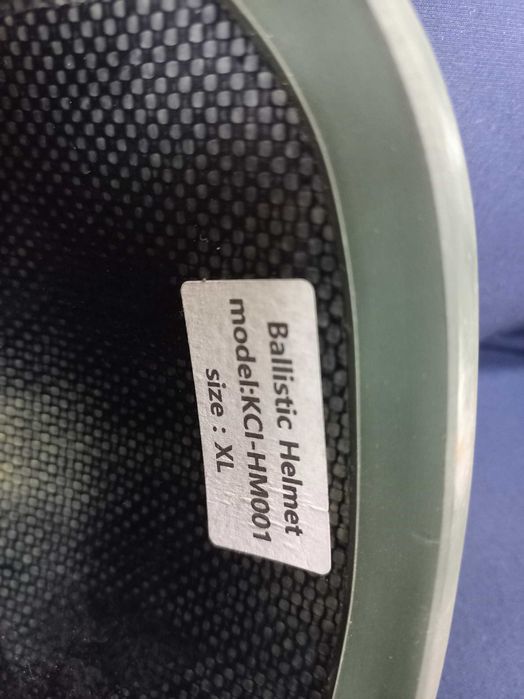 Ballistic Helmet
model:KCI-HM001
size : XL